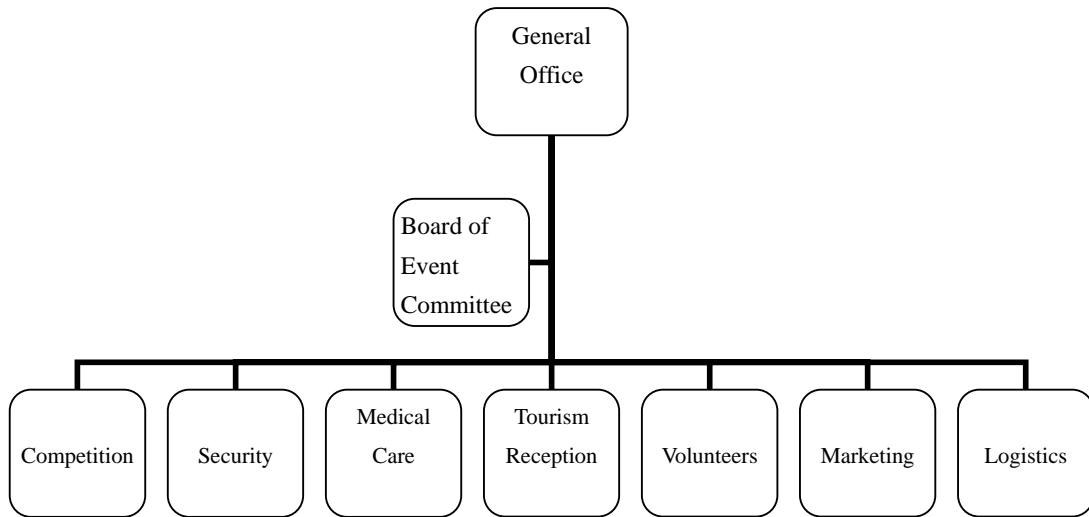 General
Office
Board of
Event
Committee
Competition
Security
Medical
Care
Tourism
Reception
Volunteers
Marketing
Logistics